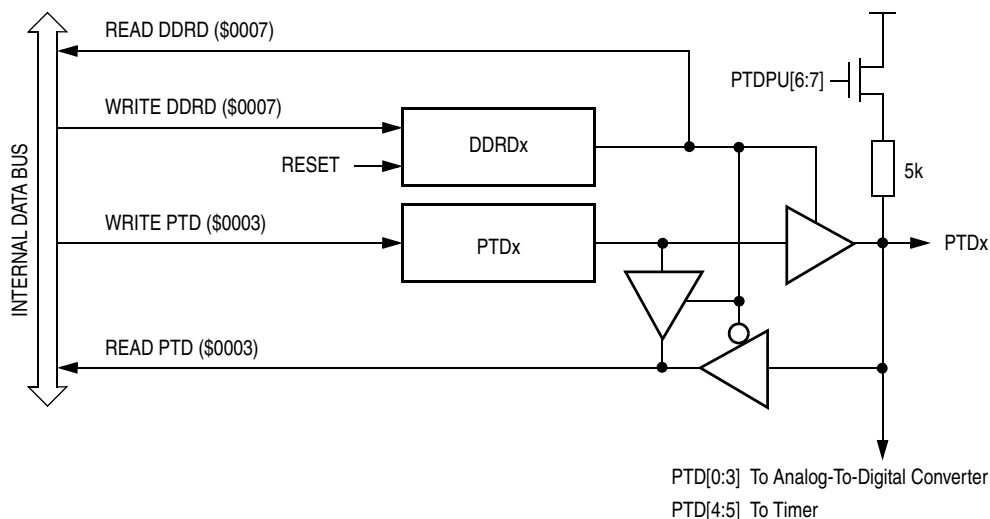 READ DDRD ($0007)
PTDPU[6:7]
WRITE DDRD ($0007)
DDRDx
RESET
5k
INTERNAL DATA BUS
WRITE PTD ($0003)
PTDx
PTDx
READ PTD ($0003)
PTD[0:3] To Analog-To-Digital Converter
PTD[4:5] To Timer